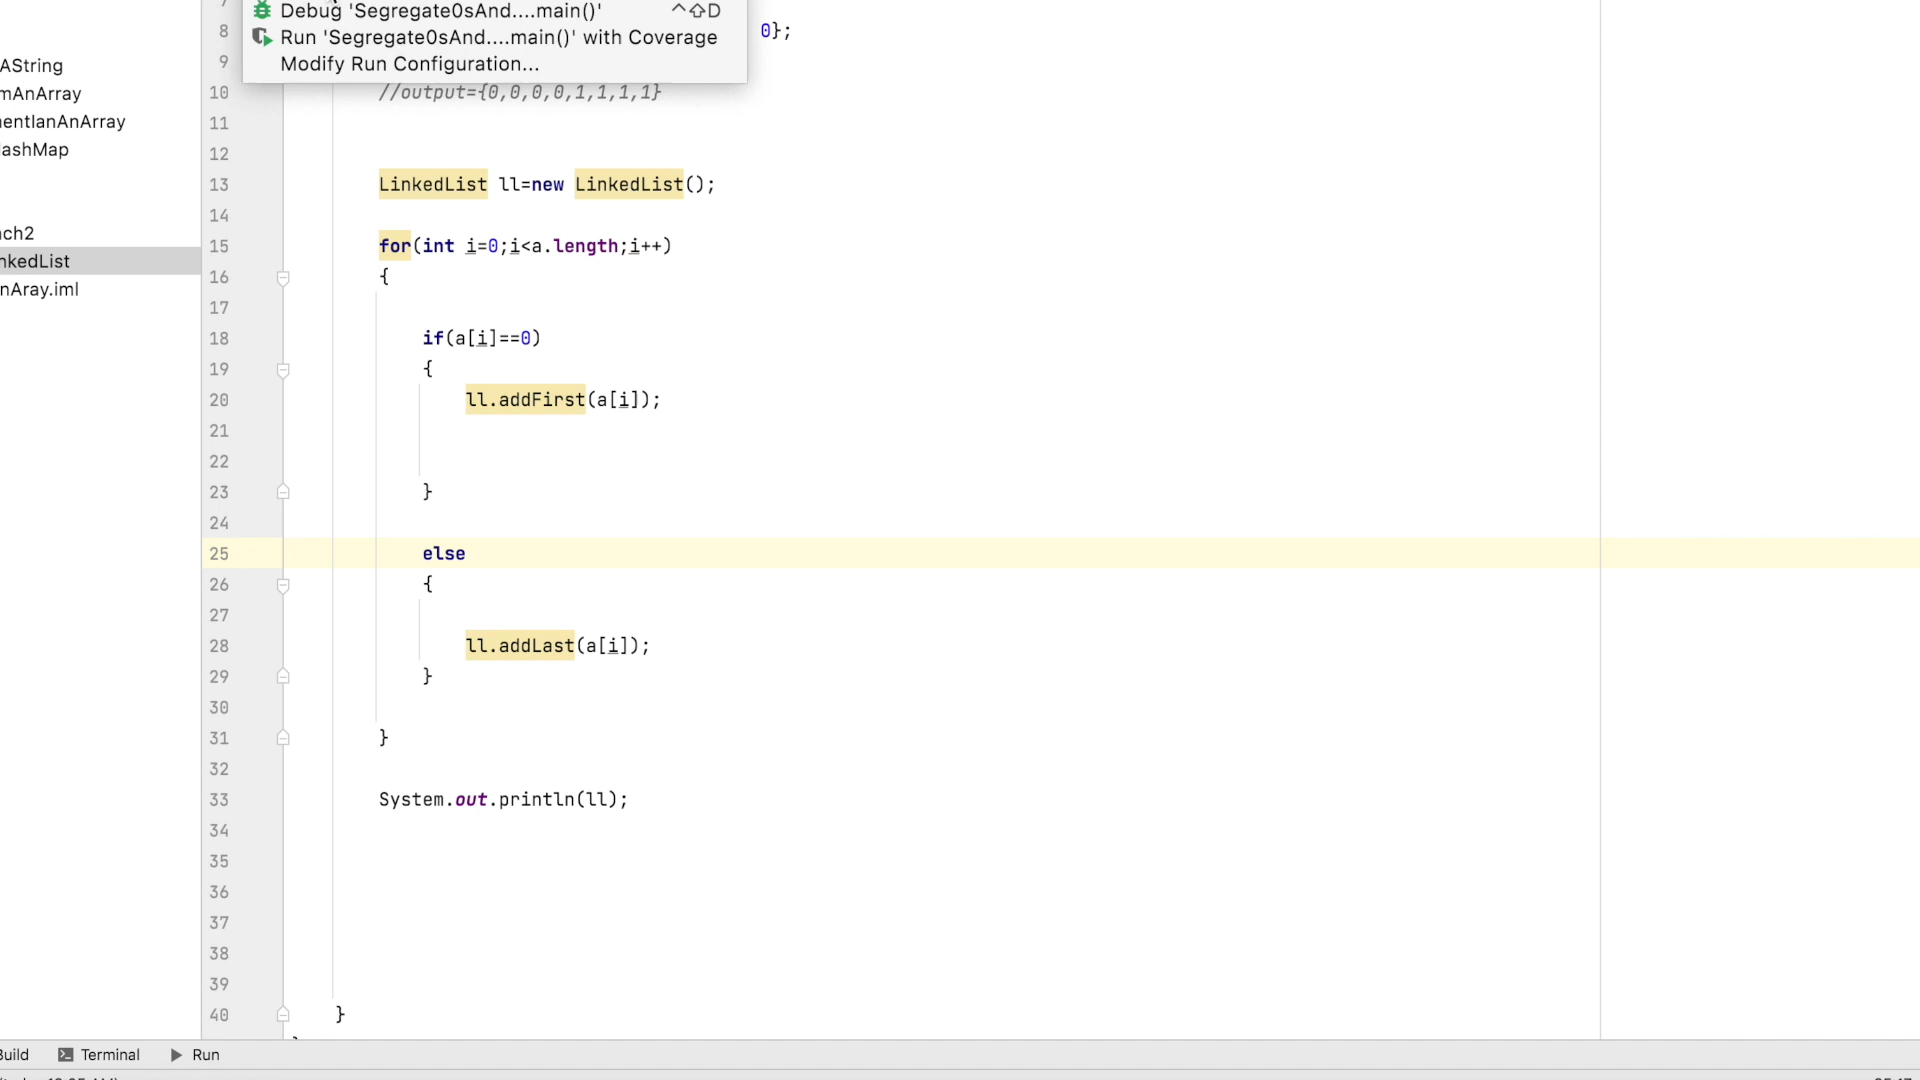 Debug 'Segregate0sAnd....main()' ^⇧D
Run 'Segregate0sAnd....main()' with Coverage
Modify Run Configuration...
AString
mAnArray
nentIanAnArray
HashMap
ach2
nkedList
nAray.iml
8 0};
9
10 //output={0,0,0,0,1,1,1,1}
11
12
13 LinkedList ll=new LinkedList();
14
15 for(int i=0;i<a.length;i++)
16 {
17
18 if(a[i]==0)
19 {
20 ll.addFirst(a[i]);
21
22
23 }
24
25 else
26 {
27
28 ll.addLast(a[i]);
29 }
30
31 }
32
33 System.out.println(ll);
34
35
36
37
38
39
40 }
Build Terminal Run